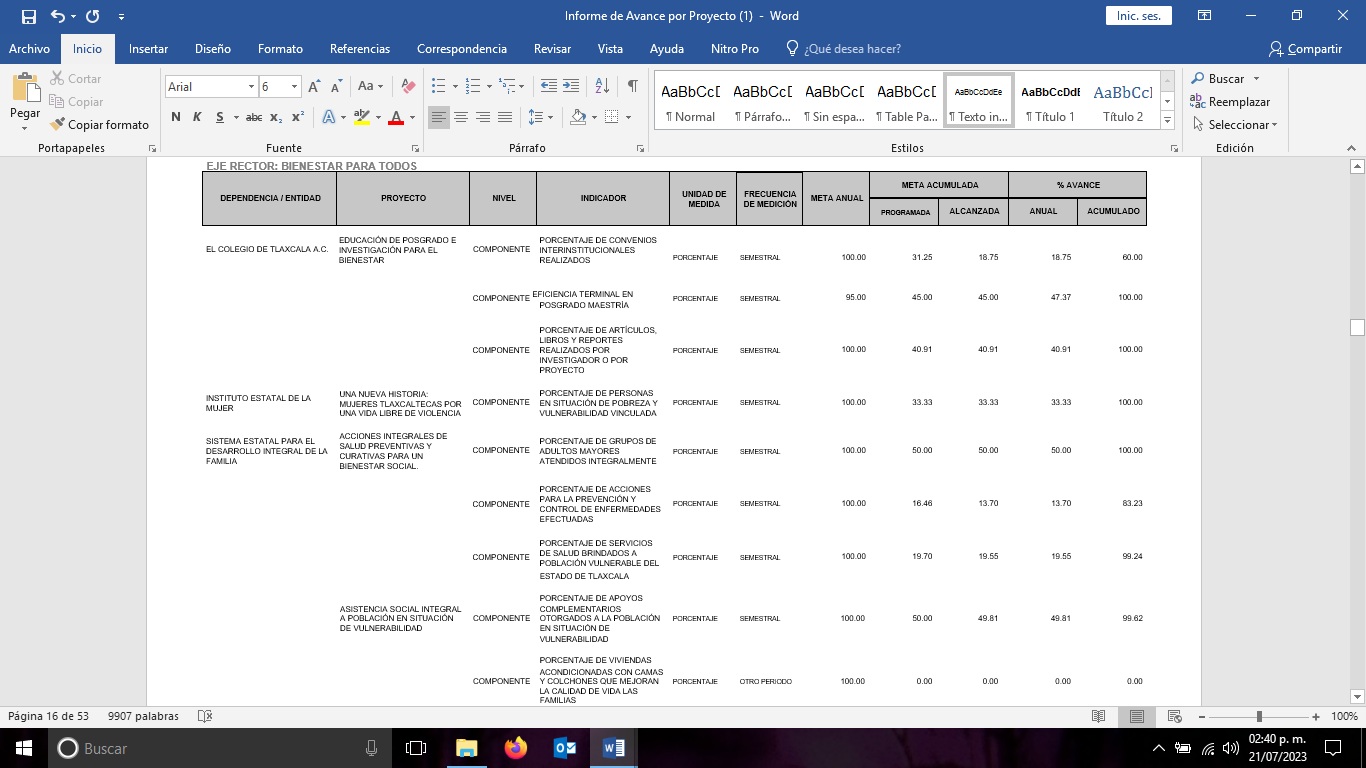 Informe de Avance por Proyecto (1) - Word
Inic. ses.
Archivo Inicio Insertar Diseño Formato Referencias Correspondencia Revisar Vista Ayuda Nitro Pro ¿Qué desea hacer? Compartir
Pegar
Cortar
Copiar
Copiar formato
Portapapeles
Arial 6
N K S abc x₂ x²
Fuente
Párrafo
AaBbCcD AaBbCcD AaBbCcD AaBbCcD AaBbCcDdEe AaBbCcDdE AaBbCcl
¶ Normal ¶ Párrafo... ¶ Sin espa... ¶ Table Pa... ¶ Texto in... ¶ Título 1 Título 2
Estilos
Buscar
Reemplazar
Seleccionar
Edición
EJE RECTOR: BIENESTAR PARA TODOS
DEPENDENCIA / ENTIDAD PROYECTO NIVEL INDICADOR UNIDAD DE MEDIDA FRECUENCIA DE MEDICIÓN META ANUAL META ACUMULADA % AVANCE
PROGRAMADA ALCANZADA ANUAL ACUMULADO
EL COLEGIO DE TLAXCALA A.C. EDUCACIÓN DE POSGRADO E INVESTIGACIÓN PARA EL BIENESTAR COMPONENTE PORCENTAJE DE CONVENIOS INTERINSTITUCIONALES REALIZADOS PORCENTAJE SEMESTRAL 100.00 31.25 18.75 18.75 60.00
COMPONENTE EFICIENCIA TERMINAL EN POSGRADO MAESTRÍA PORCENTAJE SEMESTRAL 95.00 45.00 45.00 47.37 100.00
COMPONENTE PORCENTAJE DE ARTÍCULOS, LIBROS Y REPORTES REALIZADOS POR INVESTIGADOR O POR PROYECTO PORCENTAJE SEMESTRAL 100.00 40.91 40.91 40.91 100.00
INSTITUTO ESTATAL DE LA MUJER UNA NUEVA HISTORIA: MUJERES TLAXCALTECAS POR UNA VIDA LIBRE DE VIOLENCIA COMPONENTE PORCENTAJE DE PERSONAS EN SITUACIÓN DE POBREZA Y VULNERABILIDAD VINCULADA PORCENTAJE SEMESTRAL 100.00 33.33 33.33 33.33 100.00
SISTEMA ESTATAL PARA EL DESARROLLO INTEGRAL DE LA FAMILIA ACCIONES INTEGRALES DE SALUD PREVENTIVAS Y CURATIVAS PARA UN BIENESTAR SOCIAL. COMPONENTE PORCENTAJE DE GRUPOS DE ADULTOS MAYORES ATENDIDOS INTEGRALMENTE PORCENTAJE SEMESTRAL 100.00 50.00 50.00 50.00 100.00
COMPONENTE PORCENTAJE DE ACCIONES PARA LA PREVENCIÓN Y CONTROL DE ENFERMEDADES EFECTUADAS PORCENTAJE SEMESTRAL 100.00 16.46 13.70 13.70 83.23
COMPONENTE PORCENTAJE DE SERVICIOS DE SALUD BRINDADOS A POBLACIÓN VULNERABLE DEL ESTADO DE TLAXCALA PORCENTAJE SEMESTRAL 100.00 19.70 19.55 19.55 99.24
ASISTENCIA SOCIAL INTEGRAL A POBLACIÓN EN SITUACIÓN DE VULNERABILIDAD COMPONENTE PORCENTAJE DE APOYOS COMPLEMENTARIOS OTORGADOS A LA POBLACIÓN EN SITUACIÓN DE VULNERABILIDAD PORCENTAJE SEMESTRAL 100.00 50.00 49.81 49.81 99.62
COMPONENTE PORCENTAJE DE VIVIENDAS ACONDICIONADAS CON CAMAS Y COLCHONES QUE MEJORAN LA CALIDAD DE VIDA LAS FAMILIAS PORCENTAJE OTRO PERIODO 100.00 0.00 0.00 0.00 0.00
Página 16 de 53 9907 palabras 100%
Buscar
02:40 p. m.
21/07/2023